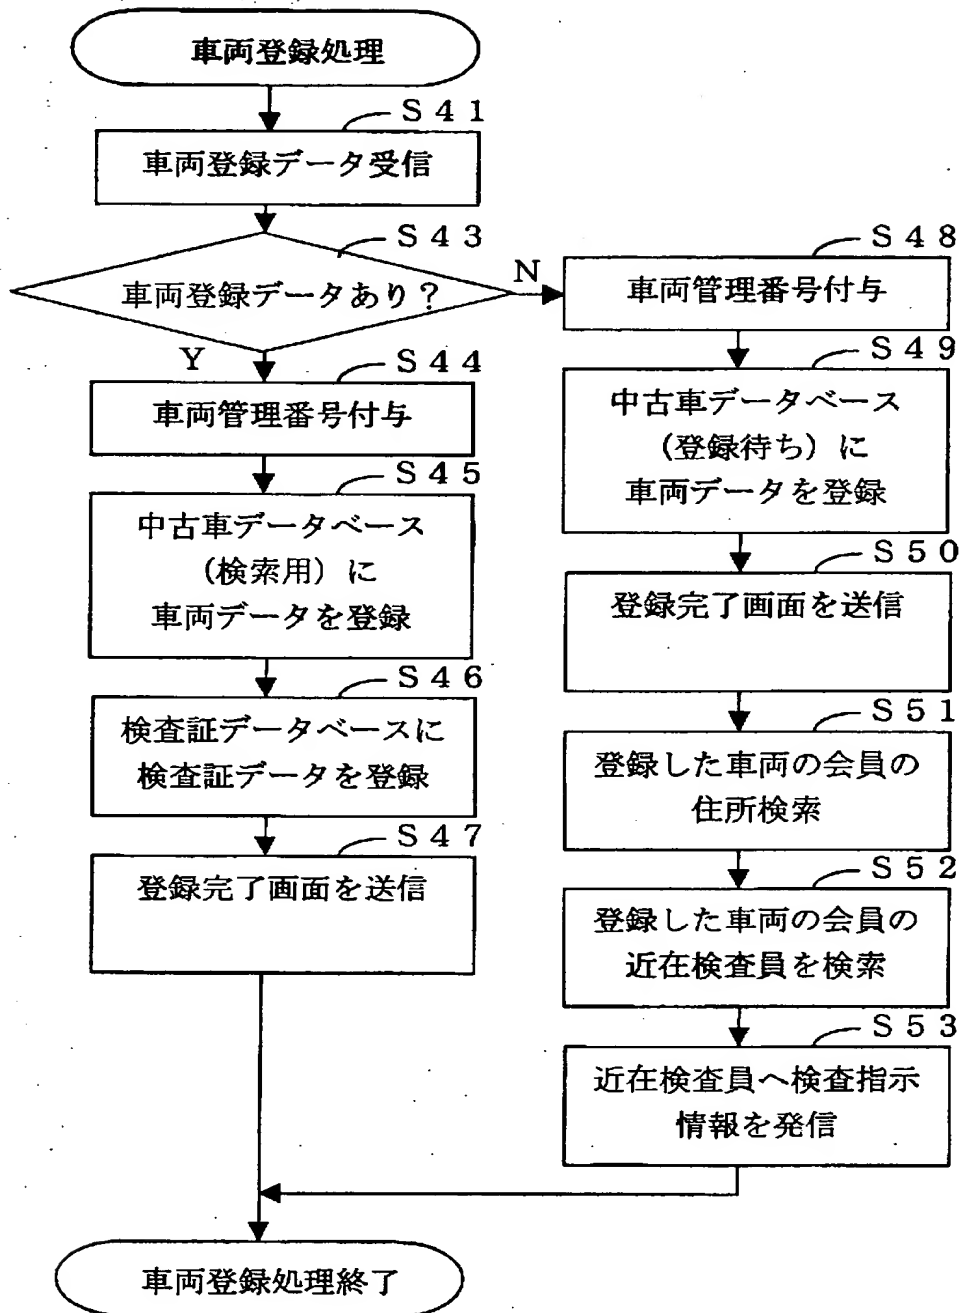 車両登録処理
S41
車両登録データ受信
S43
車両登録データあり？
N
Y
S44
車両管理番号付与
S45
中古車データベース
（検索用）に
車両データを登録
S46
検査証データベースに
検査証データを登録
S47
登録完了画面を送信
S48
車両管理番号付与
S49
中古車データベース
（登録待ち）に
車両データを登録
S50
登録完了画面を送信
S51
登録した車両の会員の
住所検索
S52
登録した車両の会員の
近在検査員を検索
S53
近在検査員へ検査指示
情報を発信
車両登録処理終了